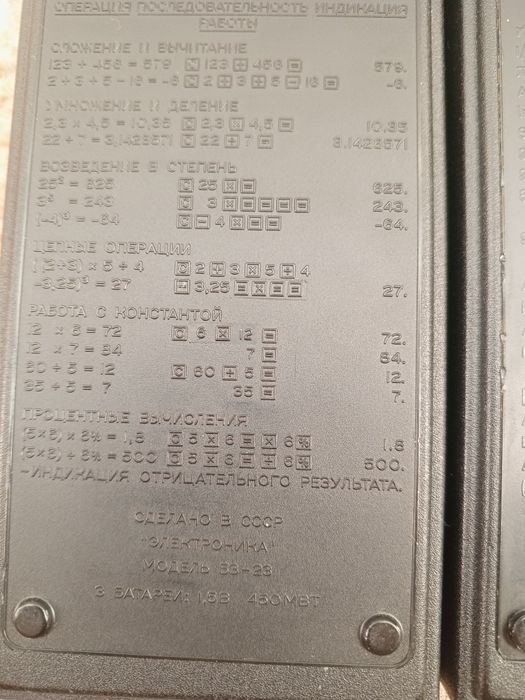 ОПЕРАЦИЯ ПОСЛЕДОВАТЕЛЬНОСТЬ ИНДИКАЦИЯ
РАБОТЫ
СЛОЖЕНИЕ И ВЫЧИТАНИЕ
123 + 456 = 579 C 123 + 456 = 579.
2 + 3 + 5 - 16 = -6 C 2 + 3 + 5 - 16 = -6.
УМНОЖЕНИЕ И ДЕЛЕНИЕ
2,3 × 4,5 = 10,35 C 2,3 × 4,5 = 10.35
22 ÷ 7 = 3,1428571 C 22 ÷ 7 = 3.1428571
ВОЗВЕДЕНИЕ В СТЕПЕНЬ
25² = 625 C 25 × = 625.
3⁵ = 243 C 3 × = = = = 243.
(-4)³ = -64 C - 4 × = = -64.
ЦЕПНЫЕ ОПЕРАЦИИ
((2+3) × 5 ÷ 4 C 2 + 3 × 5 ÷ 4
-3,25)³ = 27 - 3,25 = × = = 27.
РАБОТА С КОНСТАНТОЙ
12 × 6 = 72 C 6 × 12 = 72.
12 × 7 = 84 7 = 84.
60 ÷ 5 = 12 C 60 ÷ 5 = 12.
35 ÷ 5 = 7 35 = 7.
ПРОЦЕНТНЫЕ ВЫЧИСЛЕНИЯ
(5×6) × 6% = 1,8 C 5 × 6 = × 6 % 1.8
(5×6) ÷ 6% = 500 C 5 × 6 = ÷ 6 % 500.
-ИНДИКАЦИЯ ОТРИЦАТЕЛЬНОГО РЕЗУЛЬТАТА.
СДЕЛАНО В СССР
"ЭЛЕКТРОНИКА"
МОДЕЛЬ Б3-23
3 БАТАРЕИ: 1,5В 450МВТ